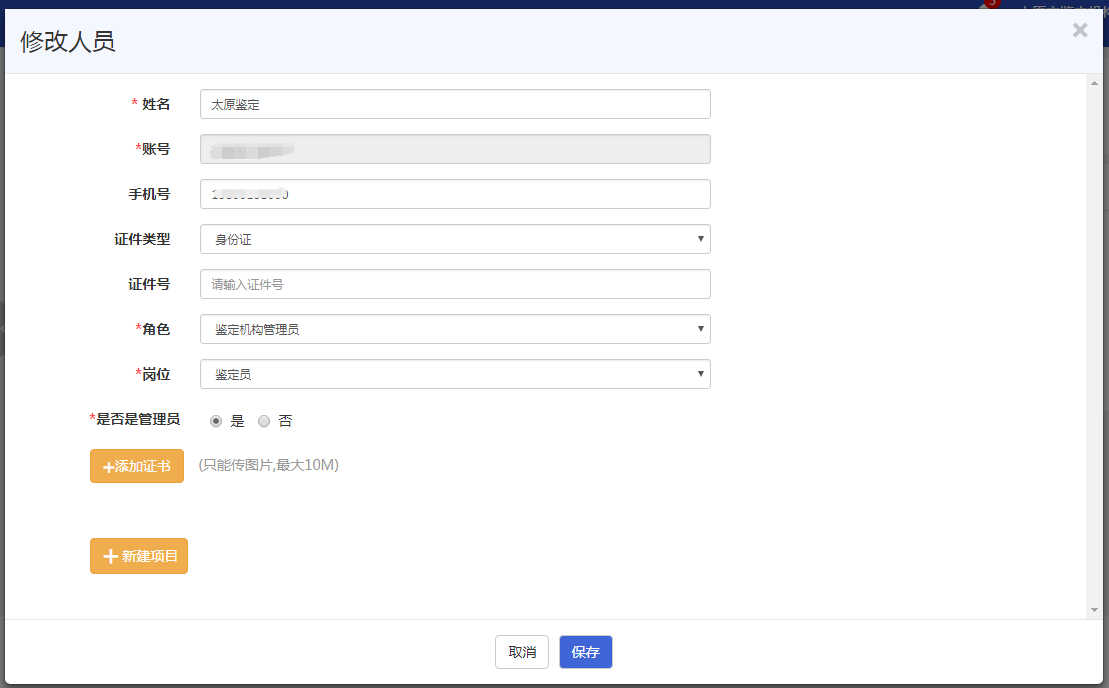 修改人员
×
* 姓名
太原鉴定
*账号
手机号
证件类型
身份证
证件号
请输入证件号
*角色
鉴定机构管理员
*岗位
鉴定员
*是否是管理员
是 否
+添加证书 (只能传图片,最大10M)
+ 新建项目
取消 保存